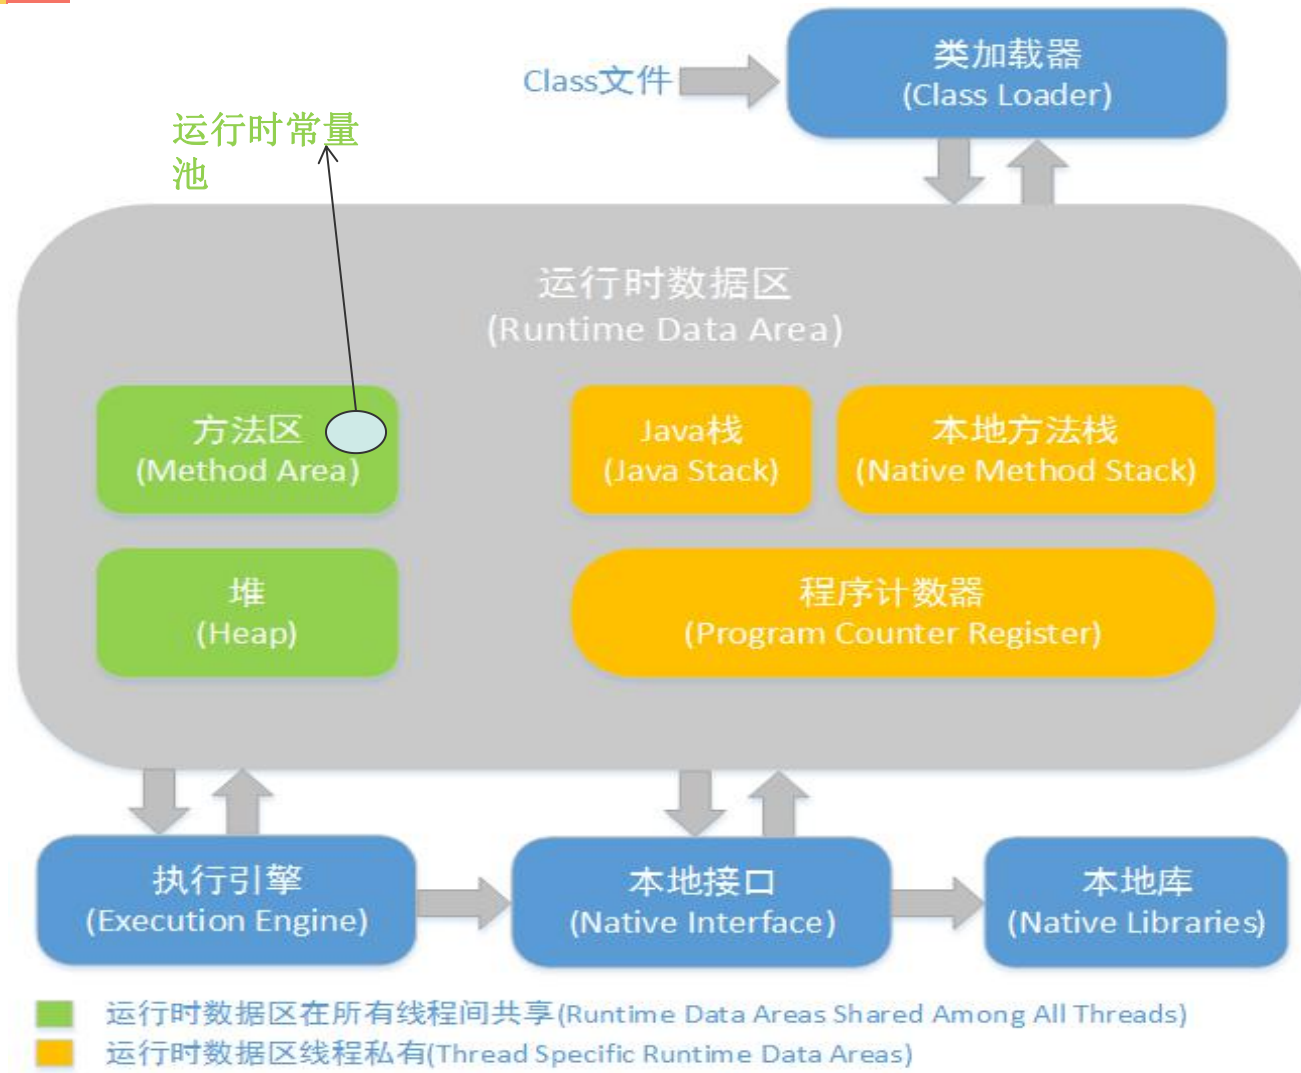 类加载器
(Class Loader)
Class文件
运行时常量
池
运行时数据区
(Runtime Data Area)
方法区
(Method Area)
Java栈
(Java Stack)
本地方法栈
(Native Method Stack)
堆
(Heap)
程序计数器
(Program Counter Register)
执行引擎
(Execution Engine)
本地接口
(Native Interface)
本地库
(Native Libraries)
运行时数据区在所有线程间共享(Runtime Data Areas Shared Among All Threads)
运行时数据区线程私有(Thread Specific Runtime Data Areas)